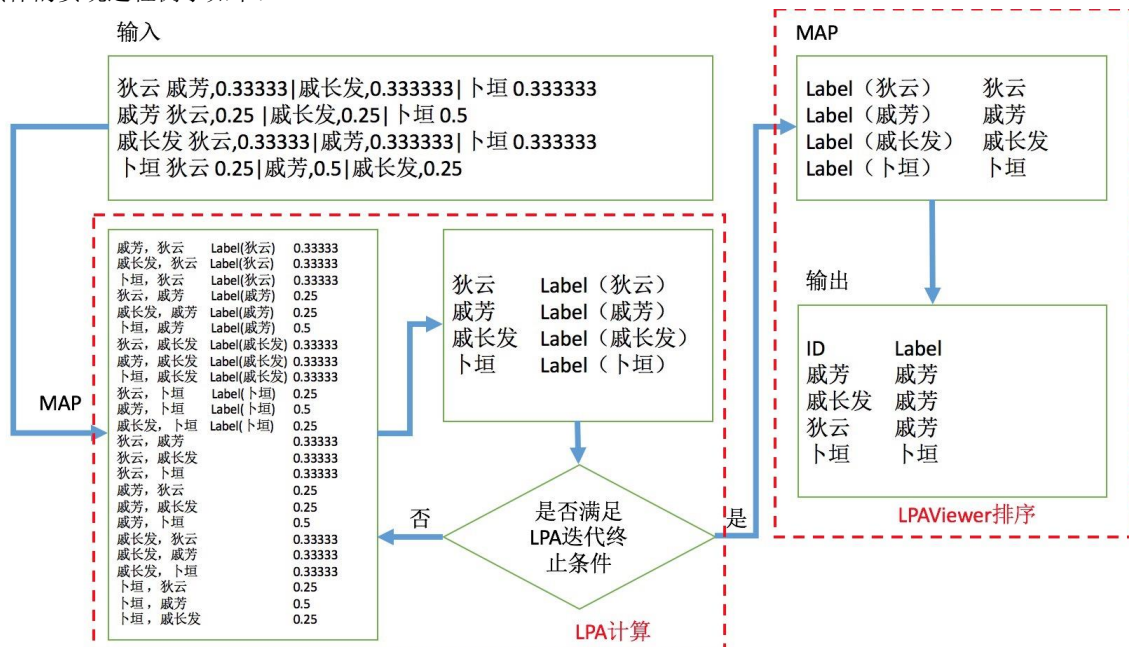 输入
狄云 戚芳,0.33333|戚长发,0.333333|卜垣 0.333333
戚芳 狄云,0.25 |戚长发,0.25|卜垣 0.5
戚长发 狄云,0.33333|戚芳,0.333333|卜垣 0.333333
卜垣 狄云 0.25|戚芳,0.5|戚长发,0.25
MAP
戚芳，狄云 Label(狄云) 0.33333
戚长发，狄云 Label(狄云) 0.33333
卜垣，狄云 Label(狄云) 0.33333
狄云，戚芳 Label(戚芳) 0.25
戚长发，戚芳 Label(戚芳) 0.25
卜垣，戚芳 Label(戚芳) 0.5
狄云，戚长发 Label(戚长发) 0.33333
戚芳，戚长发 Label(戚长发) 0.33333
卜垣，戚长发 Label(戚长发) 0.33333
狄云，卜垣 Label(卜垣) 0.25
戚芳，卜垣 Label(卜垣) 0.5
戚长发，卜垣 Label(卜垣) 0.25
狄云，戚芳 0.33333
狄云，戚长发 0.33333
狄云，卜垣 0.33333
戚芳，狄云 0.25
戚芳，戚长发 0.25
戚芳，卜垣 0.5
戚长发，狄云 0.33333
戚长发，戚芳 0.33333
戚长发，卜垣 0.33333
卜垣，狄云 0.25
卜垣，戚芳 0.5
卜垣，戚长发 0.25
狄云 Label（狄云）
戚芳 Label（戚芳）
戚长发 Label（戚长发）
卜垣 Label（卜垣）
是否满足
LPA迭代终
止条件
否
是
LPA计算
MAP
Label（狄云） 狄云
Label（戚芳） 戚芳
Label（戚长发） 戚长发
Label（卜垣） 卜垣
输出
ID Label
戚芳 戚芳
戚长发 戚芳
狄云 戚芳
卜垣 卜垣
LPAViewer排序